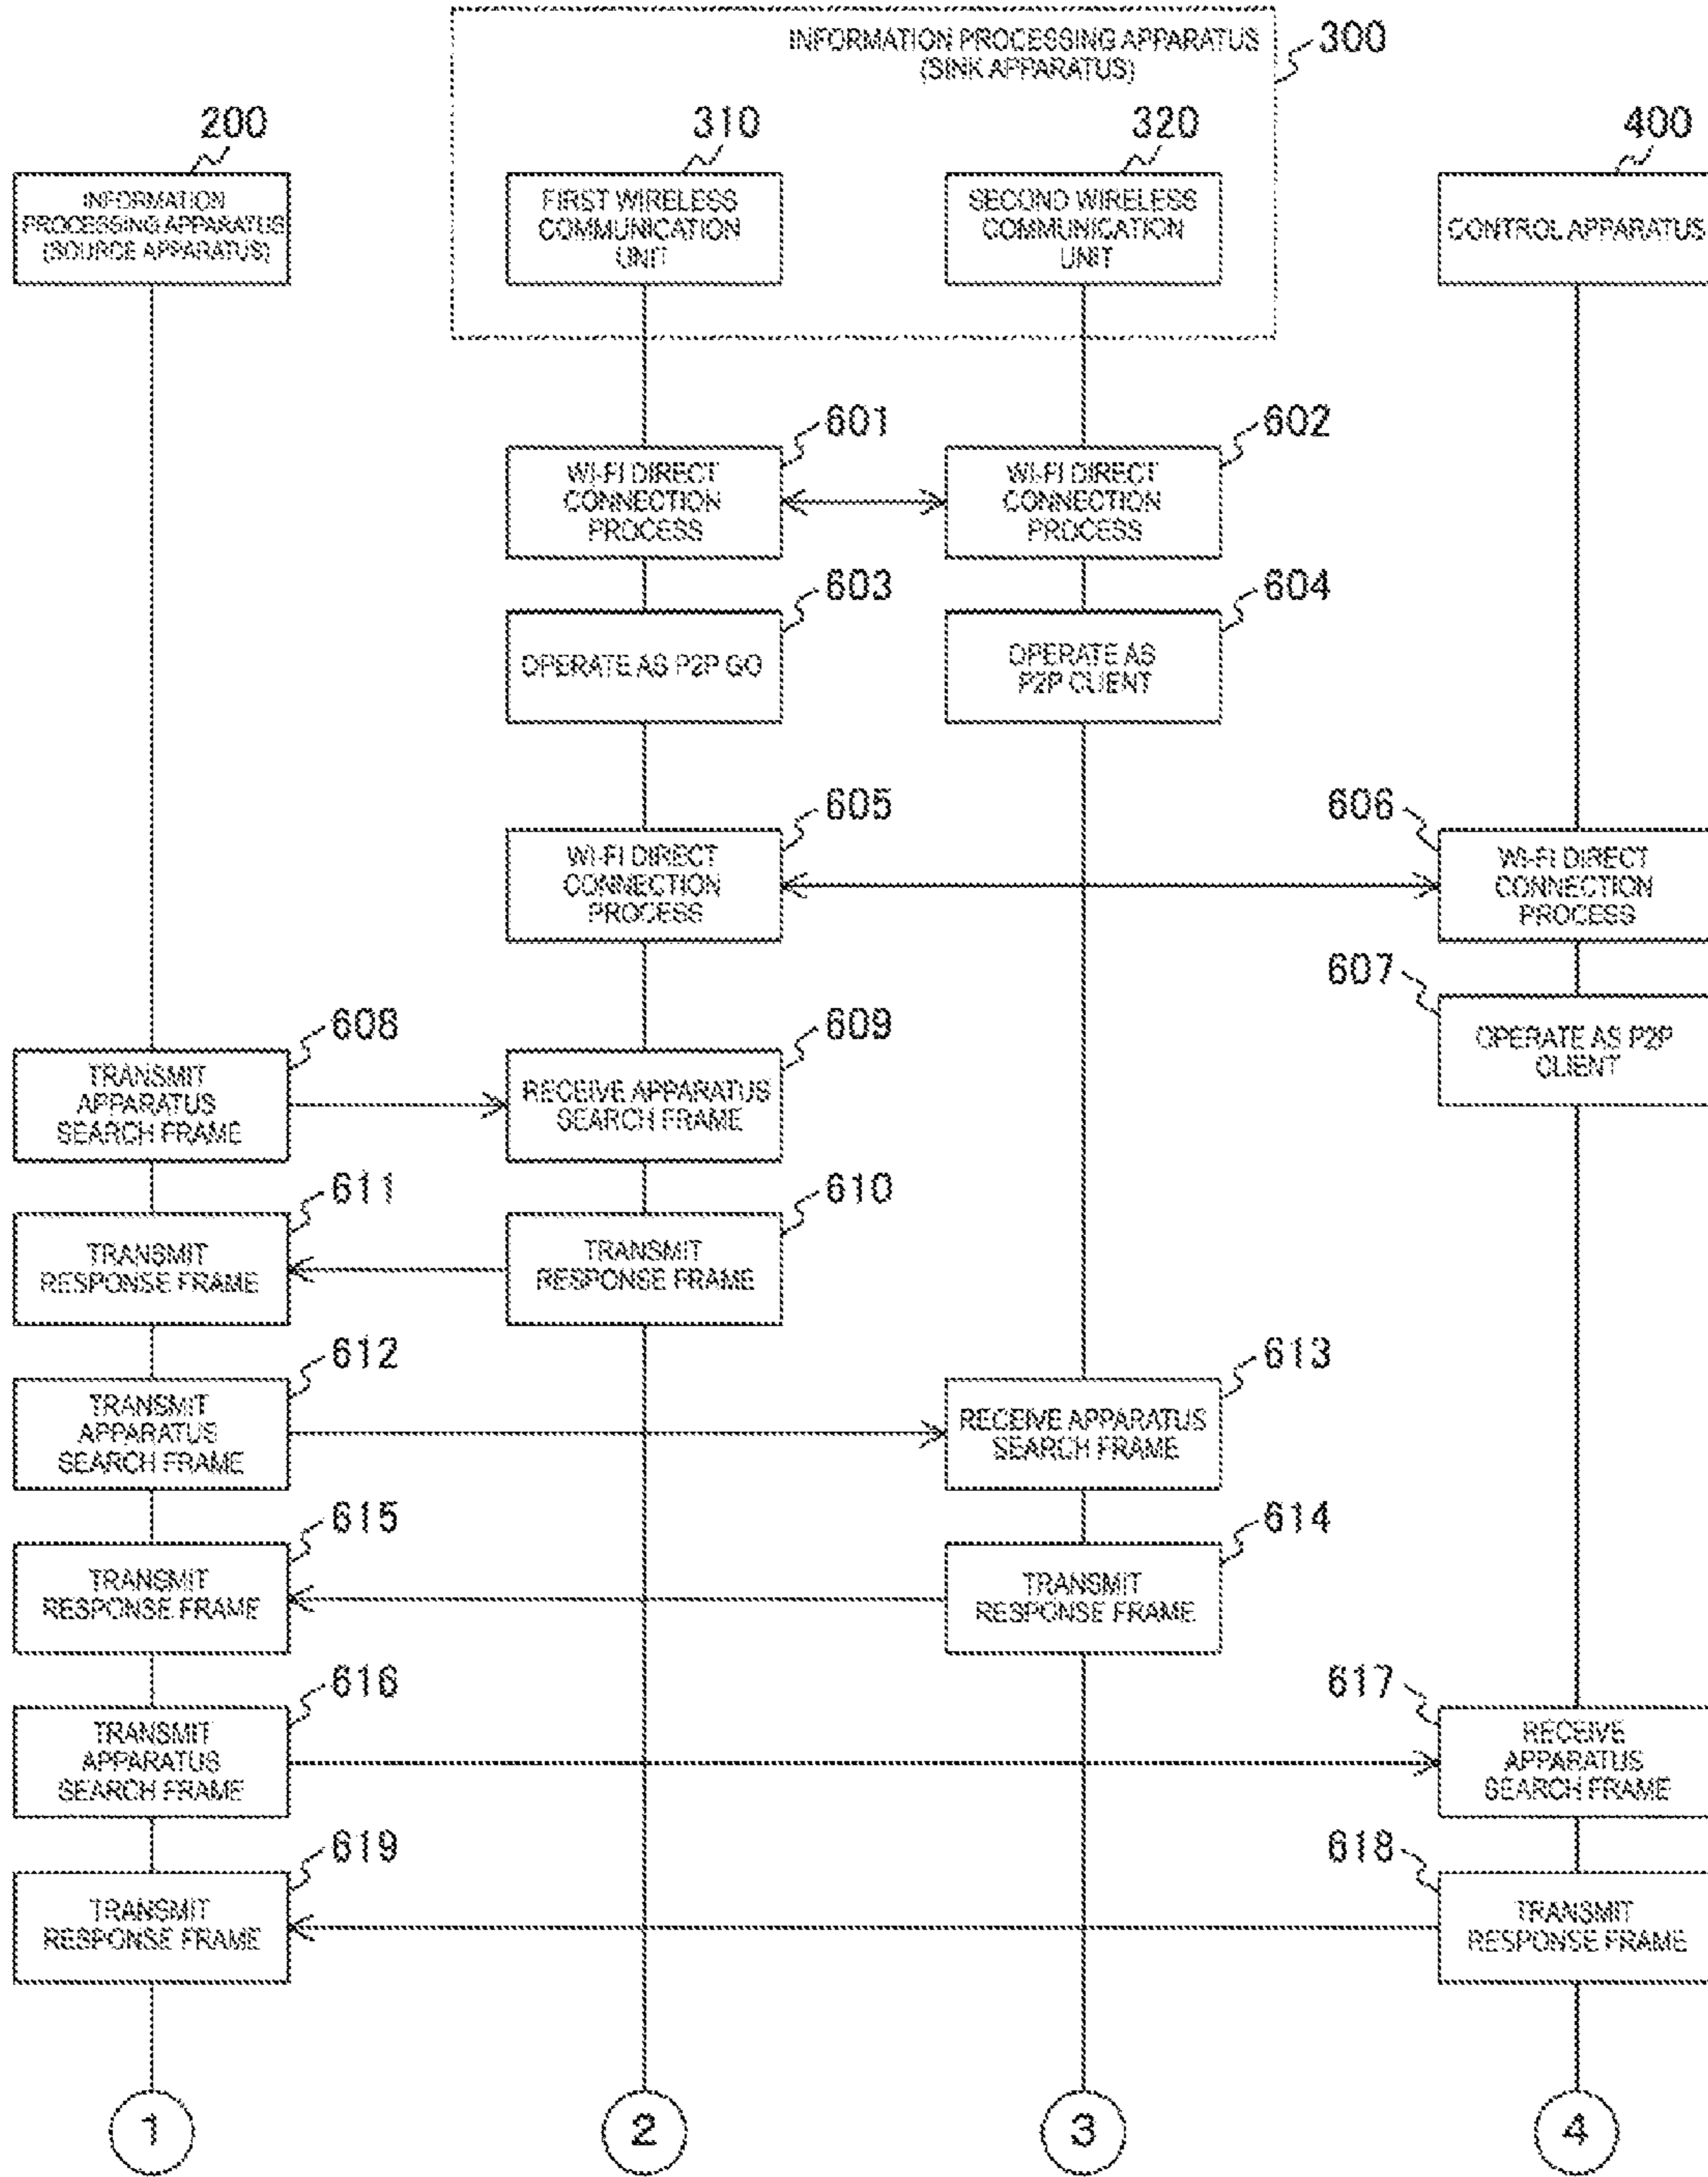 INFORMATION PROCESSING APPARATUS
(SINK APPARATUS)
300
200
310
320
400
INFORMATION
PROCESSING APPARATUS
(SOURCE APPARATUS)
FIRST WIRELESS
COMMUNICATION
UNIT
SECOND WIRELESS
COMMUNICATION
UNIT
CONTROL APPARATUS
601
602
WI-FI DIRECT
CONNECTION
PROCESS
WI-FI DIRECT
CONNECTION
PROCESS
603
604
OPERATE AS P2P GO
OPERATE AS
P2P CLIENT
605
606
WI-FI DIRECT
CONNECTION
PROCESS
WI-FI DIRECT
CONNECTION
PROCESS
607
OPERATE AS P2P
CLIENT
608
609
TRANSMIT
APPARATUS
SEARCH FRAME
RECEIVE APPARATUS
SEARCH FRAME
611
610
TRANSMIT
RESPONSE FRAME
TRANSMIT
RESPONSE FRAME
612
613
TRANSMIT
APPARATUS
SEARCH FRAME
RECEIVE APPARATUS
SEARCH FRAME
615
614
TRANSMIT
RESPONSE FRAME
TRANSMIT
RESPONSE FRAME
616
617
TRANSMIT
APPARATUS
SEARCH FRAME
RECEIVE
APPARATUS
SEARCH FRAME
619
618
TRANSMIT
RESPONSE FRAME
TRANSMIT
RESPONSE FRAME
1
2
3
4